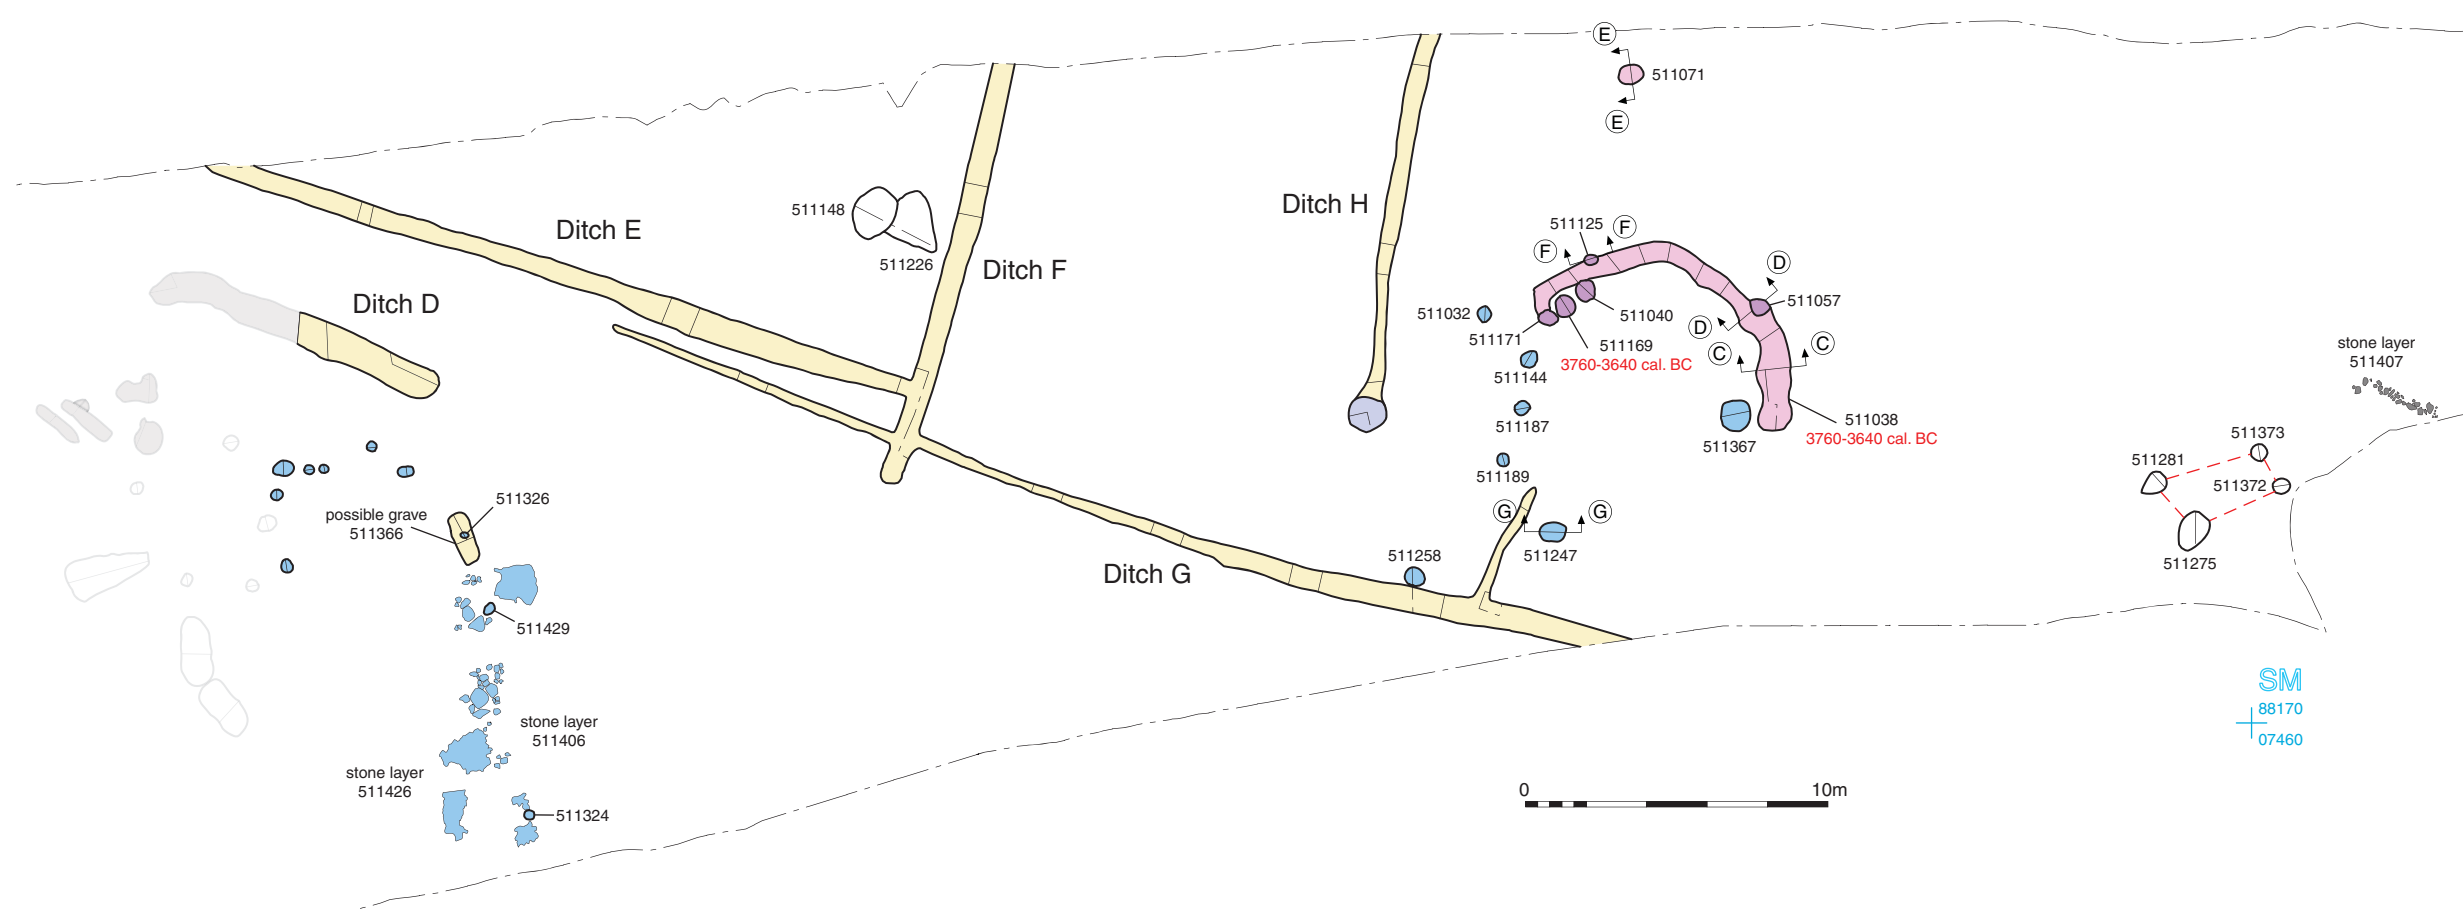 E
511071
E
Ditch H
511148
Ditch E
511226
Ditch F
511125
F
F
D
511057
Ditch D
511032
511040
D
511171
511169
3760-3640 cal. BC
C
C
511144
stone layer
511407
511187
511038
3760-3640 cal. BC
511367
511373
511281
511372
511189
511326
possible grave
511366
G
G
511247
511258
511275
Ditch G
511429
SM
88170
07460
stone layer
511406
stone layer
511426
0
10m
511324